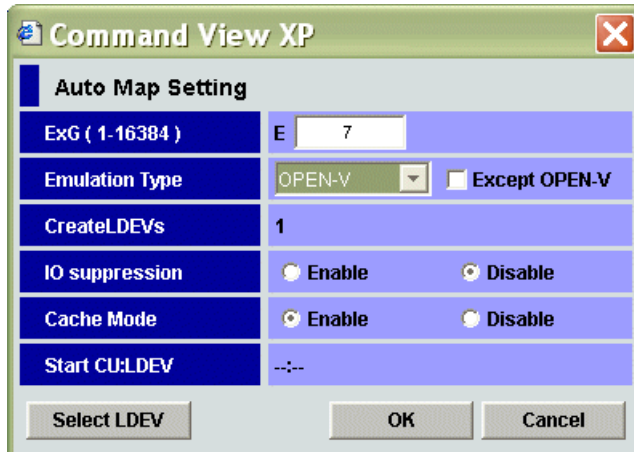 Command View XP
Auto Map Setting
ExG ( 1-16384 ) E 7
Emulation Type OPEN-V Except OPEN-V
CreateLDEVs 1
IO suppression Enable Disable
Cache Mode Enable Disable
Start CU:LDEV --:--
Select LDEV OK Cancel